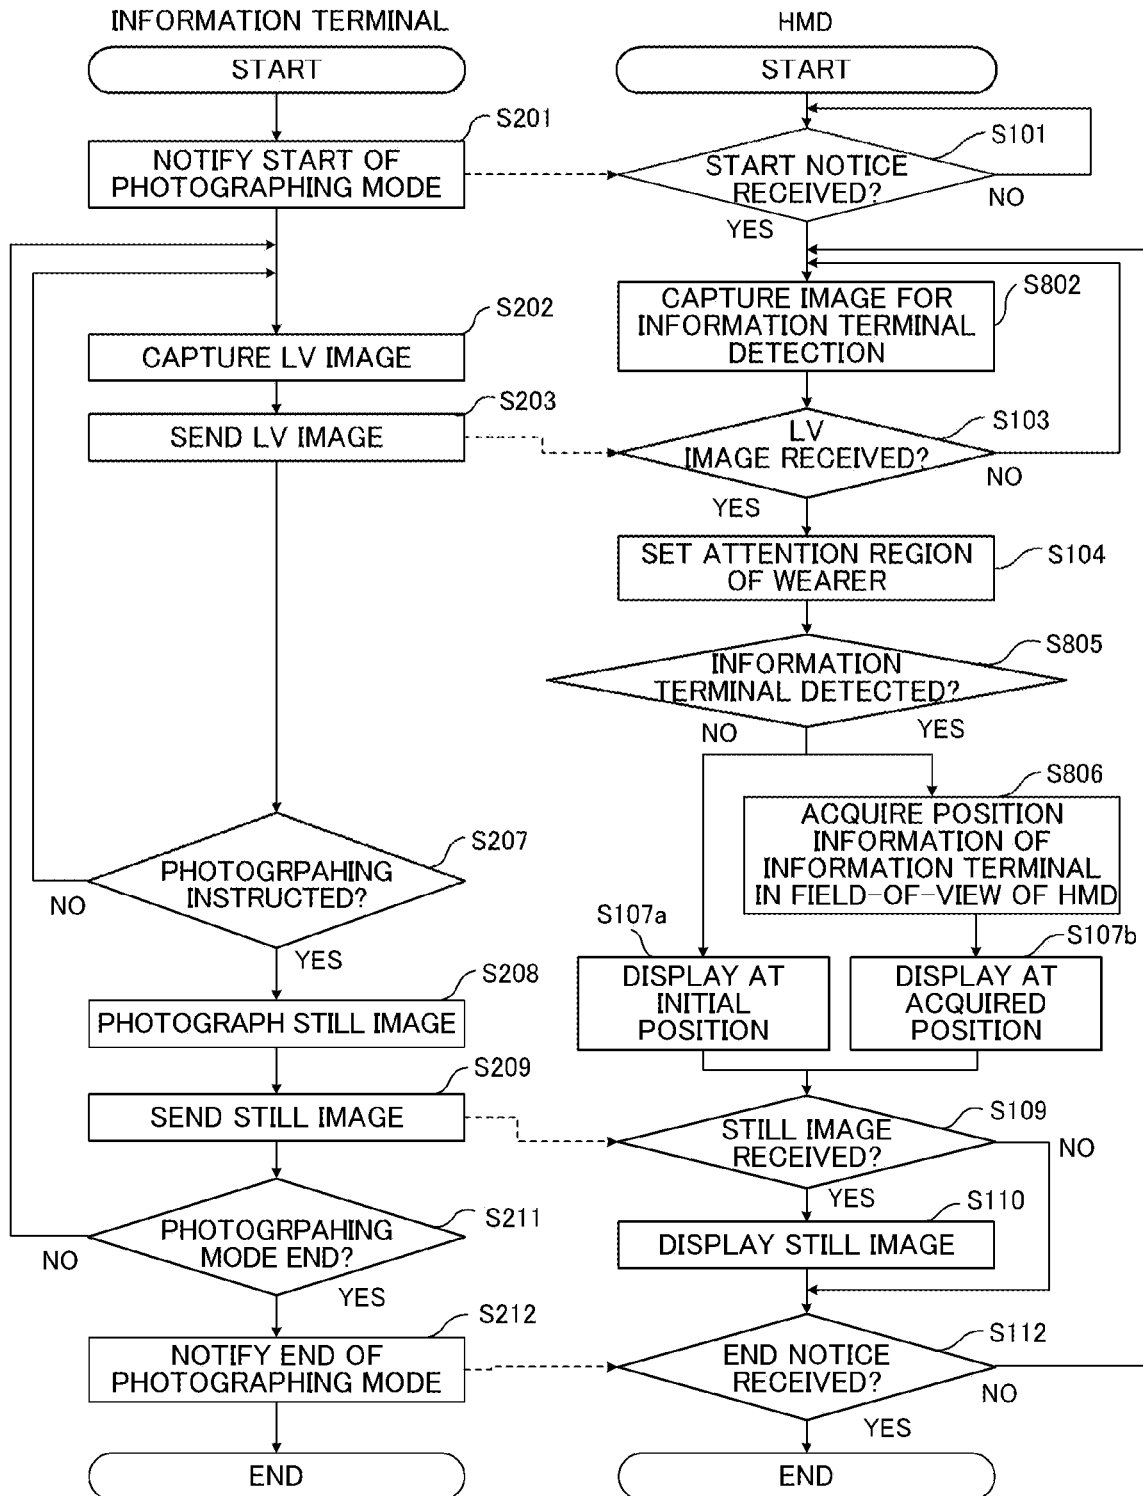 INFORMATION TERMINAL
START
S201
NOTIFY START OF
PHOTOGRAPHING MODE
S202
CAPTURE LV IMAGE
S203
SEND LV IMAGE
S207
PHOTOGRPAHING
INSTRUCTED?
NO
YES
S208
PHOTOGRAPH STILL IMAGE
S209
SEND STILL IMAGE
S211
PHOTOGRPAHING
MODE END?
NO
YES
S212
NOTIFY END OF
PHOTOGRAPHING MODE
END
HMD
START
S101
START NOTICE
RECEIVED?
NO
YES
S802
CAPTURE IMAGE FOR
INFORMATION TERMINAL
DETECTION
S103
LV
IMAGE RECEIVED?
NO
YES
SET ATTENTION REGION
OF WEARER
S104
S805
INFORMATION
TERMINAL DETECTED?
NO
YES
S806
ACQUIRE POSITION
INFORMATION OF
INFORMATION TERMINAL
IN FIELD-OF-VIEW OF HMD
S107a
DISPLAY AT
INITIAL
POSITION
S107b
DISPLAY AT
ACQUIRED
POSITION
S109
STILL IMAGE
RECEIVED?
NO
YES
S110
DISPLAY STILL IMAGE
S112
END NOTICE
RECEIVED?
NO
YES
END